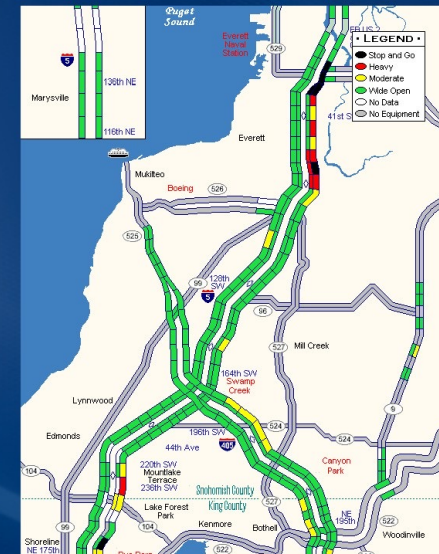 Puget
Sound
Everett
Naval
Station
529
• LEGEND •
Stop and Go
Heavy
Moderate
Wide Open
No Data
No Equipment
5
136th NE
Marysville
116th NE
41st S
Everett
Mukilteo
Boeing
526
525
99
128th
SW
5
96
527
Mill Creek
164th SW
Swamp
Creek
Lynnwood
9
196th SW
405
524
524
Edmonds
44th Ave
220th SW
Mountlake
Terrace
236th SW
Canyon
Park
104
Snohomish County
King County
527
Lake Forest
Park
NE
195th
522
99
104
Kenmore
Bothell
Woodinville
Shoreline
NE 175th
522